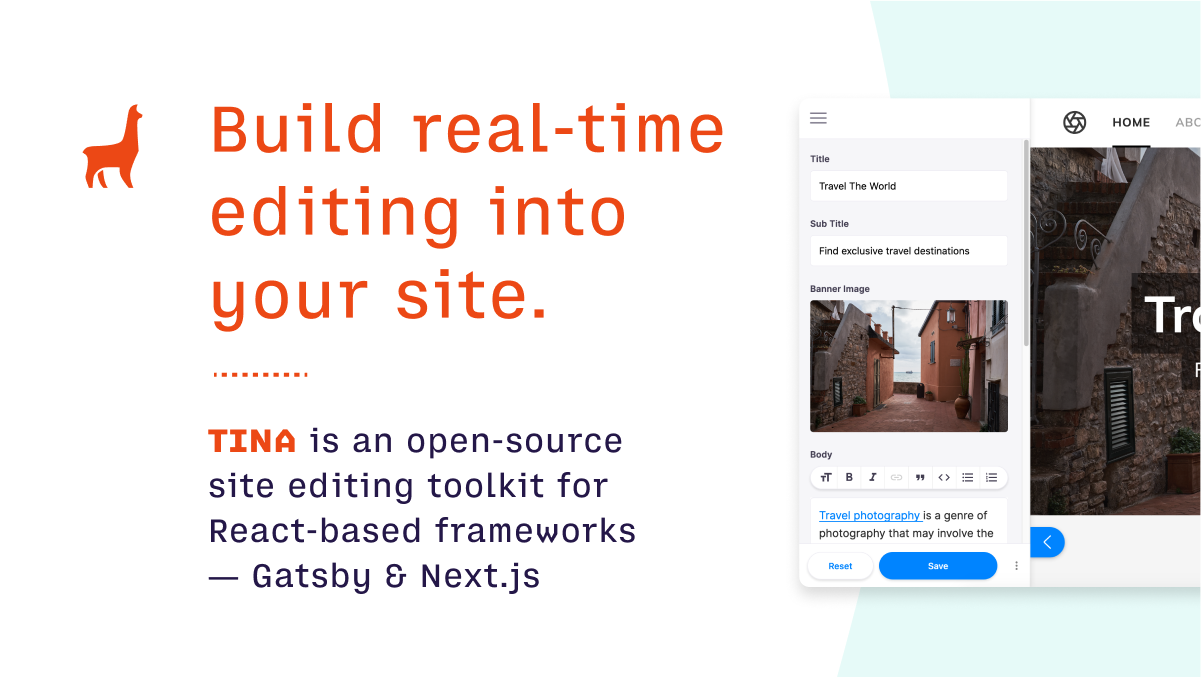 Build real-time
editing into
your site.
TINA is an open-source
site editing toolkit for
React-based frameworks
— Gatsby & Next.js
Title
Travel The World
Sub Title
Find exclusive travel destinations
Banner Image
Body
Travel photography is a genre of
photography that may involve the
Reset
Save
HOME